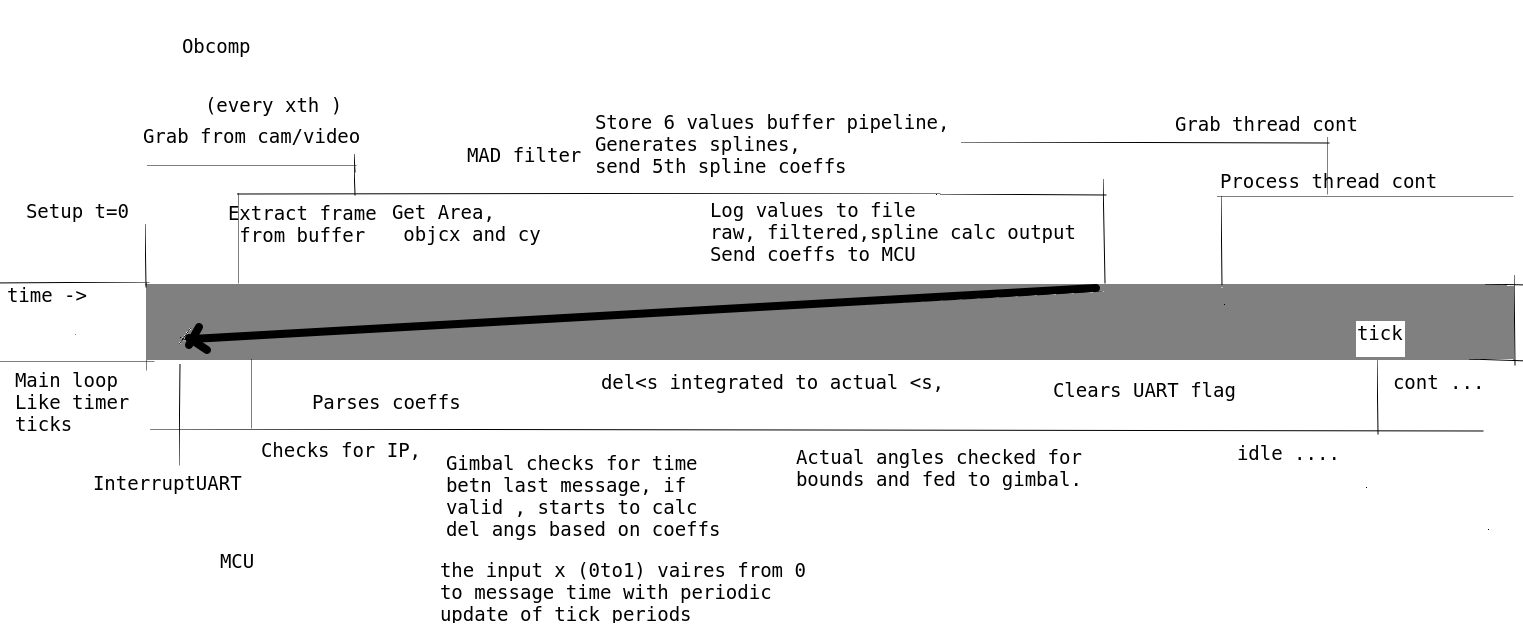 Obcomp
(every xth )
Grab from cam/video
MAD filter
Store 6 values buffer pipeline,
Generates splines,
send 5th spline coeffs
Grab thread cont
Process thread cont
Setup t=0
Extract frame
from buffer
Get Area,
objcx and cy
Log values to file
raw, filtered,spline calc output
Send coeffs to MCU
time ->
tick
Main loop
Like timer
ticks
Parses coeffs
del<s integrated to actual <s,
Clears UART flag
cont ...
InterruptUART
Checks for IP,
Gimbal checks for time
betn last message, if
valid , starts to calc
del angs based on coeffs
Actual angles checked for
bounds and fed to gimbal.
idle ....
MCU
the input x (0to1) vaires from 0
to message time with periodic
update of tick periods